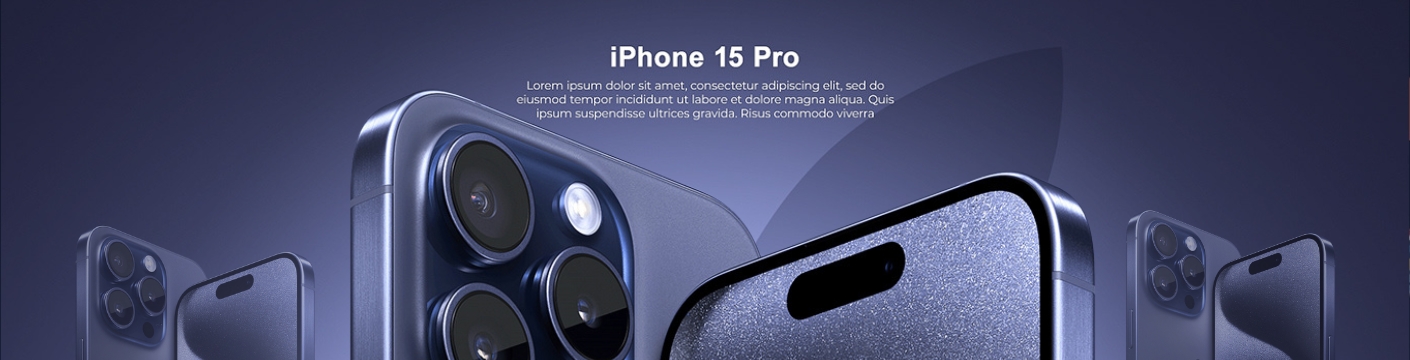 iPhone 15 Pro
Lorem ipsum dolor sit amet, consectetur adipiscing elit, sed do
eiusmod tempor incididunt ut labore et dolore magna aliqua. Quis
ipsum suspendisse ultrices gravida. Risus commodo viverra